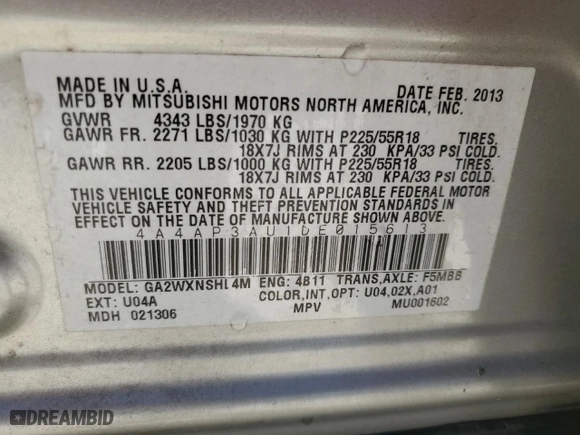 MADE IN U.S.A. DATE FEB. 2013
MFD BY MITSUBISHI MOTORS NORTH AMERICA, INC.
GVWR 4343 LBS/1970 KG
GAWR FR. 2271 LBS/1030 KG WITH P225/55R18 TIRES,
18X7J RIMS AT 230 KPA/33 PSI COLD.
GAWR RR. 2205 LBS/1000 KG WITH P225/55R18 TIRES,
18X7J RIMS AT 230 KPA/33 PSI COLD.
THIS VEHICLE CONFORMS TO ALL APPLICABLE FEDERAL MOTOR
VEHICLE SAFETY AND THEFT PREVENTION STANDARDS IN
EFFECT ON THE DATE OF MANUFACTURE SHOWN ABOVE.
4A4AP3AU1DE015613
MODEL: GA2WXNSHL4M ENG: 4B11 TRANS,AXLE: F5MBB
EXT: U04A COLOR,INT,OPT: U04,02X,A01
MDH 021306 MPV MU001602
DREAMBID